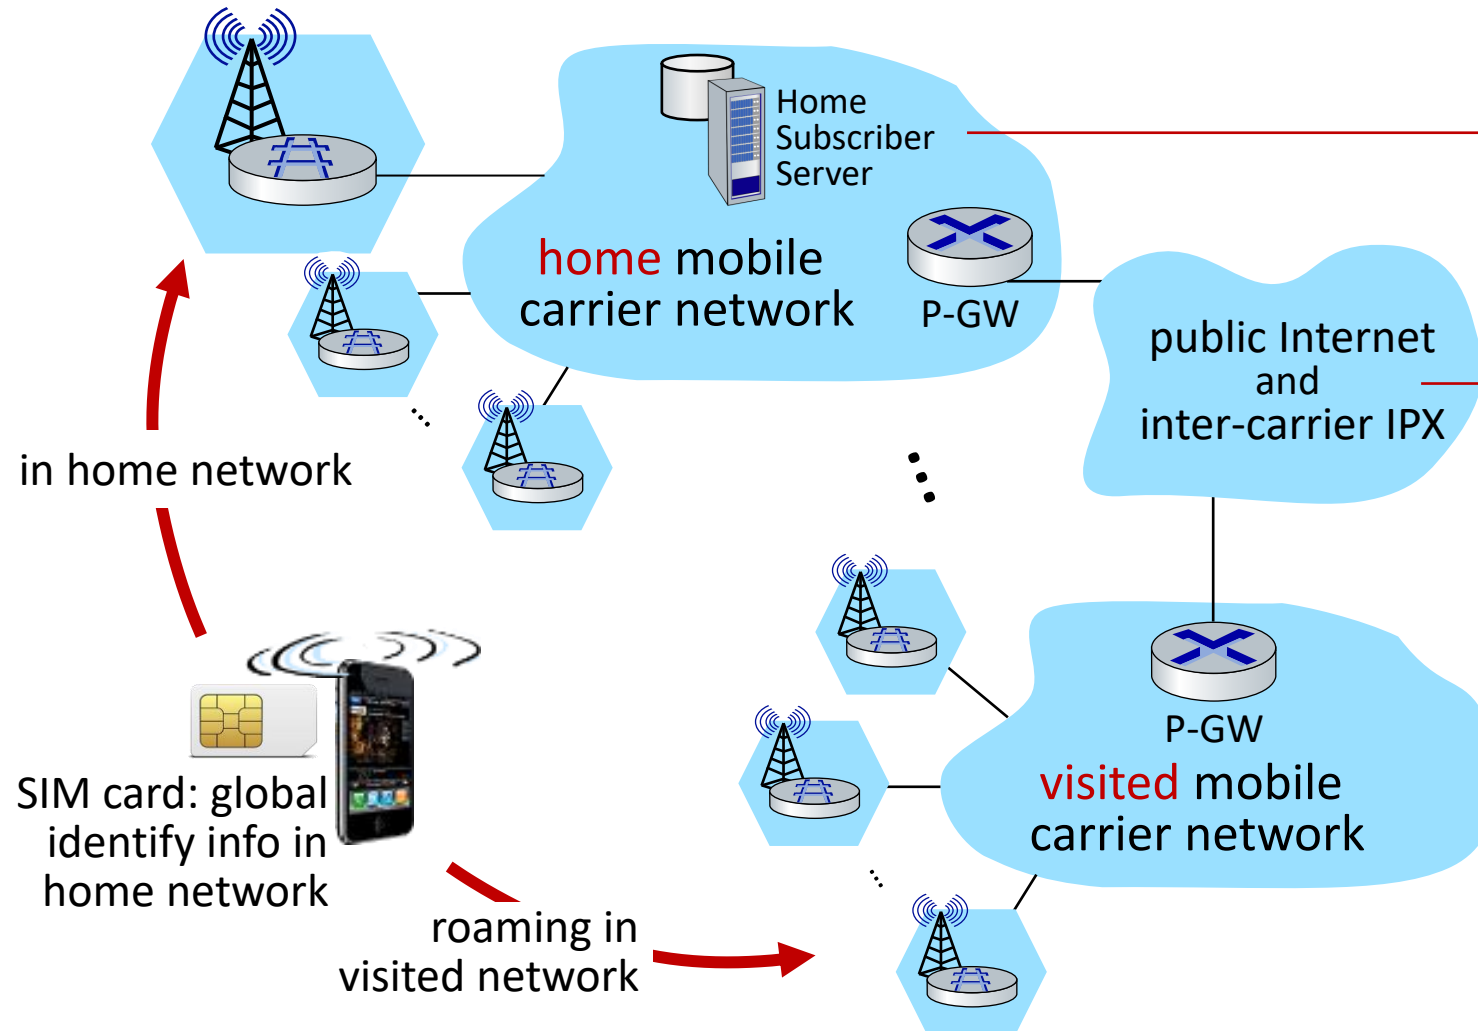 Home
Subscriber
Server
home mobile
carrier network
P-GW
public Internet
and
inter-carrier IPX
in home network
P-GW
visited mobile
carrier network
SIM card: global
identify info in
home network
roaming in
visited network